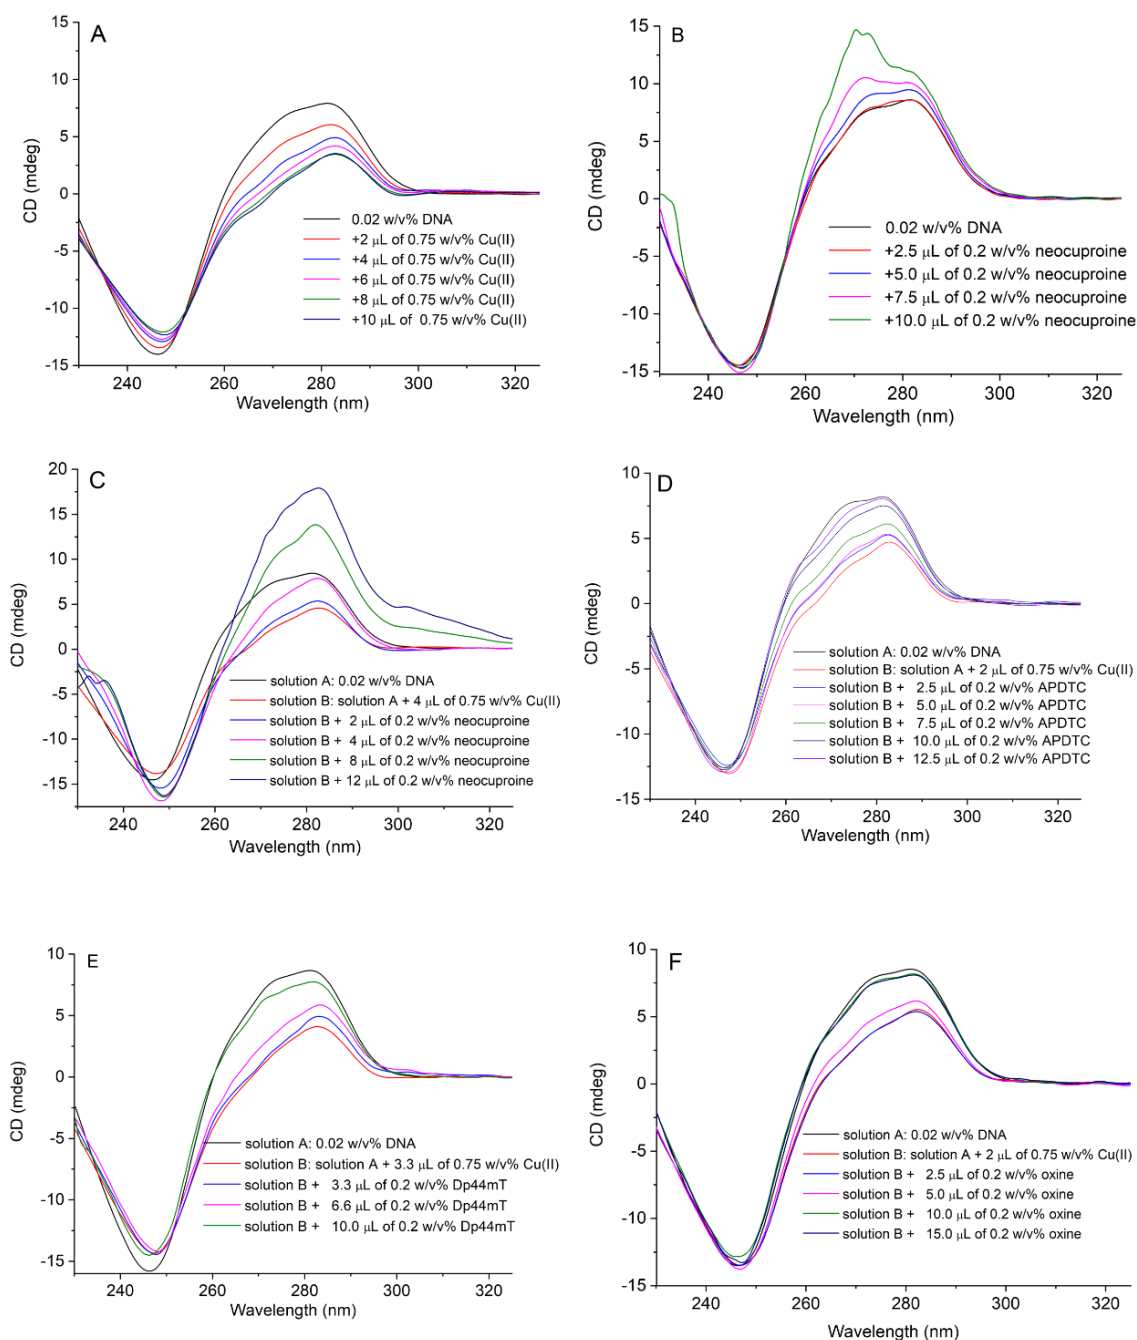 A
15
10
5
0
-5
-10
-15
CD (mdeg)
0.02 w/v% DNA
+2 μL of 0.75 w/v% Cu(II)
+4 μL of 0.75 w/v% Cu(II)
+6 μL of 0.75 w/v% Cu(II)
+8 μL of 0.75 w/v% Cu(II)
+10 μL of 0.75 w/v% Cu(II)
240 260 280 300 320
Wavelength (nm)
B
15
10
5
0
-5
-10
-15
CD (mdeg)
0.02 w/v% DNA
+2.5 μL of 0.2 w/v% neocuproine
+5.0 μL of 0.2 w/v% neocuproine
+7.5 μL of 0.2 w/v% neocuproine
+10.0 μL of 0.2 w/v% neocuproine
240 260 280 300 320
Wavelength (nm)
C
20
15
10
5
0
-5
-10
-15
CD (mdeg)
solution A: 0.02 w/v% DNA
solution B: solution A + 4 μL of 0.75 w/v% Cu(II)
solution B + 2 μL of 0.2 w/v% neocuproine
solution B + 4 μL of 0.2 w/v% neocuproine
solution B + 8 μL of 0.2 w/v% neocuproine
solution B + 12 μL of 0.2 w/v% neocuproine
240 260 280 300 320
Wavelength (nm)
D
10
5
0
-5
-10
-15
CD (mdeg)
solution A: 0.02 w/v% DNA
solution B: solution A + 2 μL of 0.75 w/v% Cu(II)
solution B + 2.5 μL of 0.2 w/v% APDTC
solution B + 5.0 μL of 0.2 w/v% APDTC
solution B + 7.5 μL of 0.2 w/v% APDTC
solution B + 10.0 μL of 0.2 w/v% APDTC
solution B + 12.5 μL of 0.2 w/v% APDTC
240 260 280 300 320
Wavelength (nm)
E
10
5
0
-5
-10
-15
CD (mdeg)
solution A: 0.02 w/v% DNA
solution B: solution A + 3.3 μL of 0.75 w/v% Cu(II)
solution B + 3.3 μL of 0.2 w/v% Dp44mT
solution B + 6.6 μL of 0.2 w/v% Dp44mT
solution B + 10.0 μL of 0.2 w/v% Dp44mT
240 260 280 300 320
Wavelength (nm)
F
10
5
0
-5
-10
-15
CD (mdeg)
solution A: 0.02 w/v% DNA
solution B: solution A + 2 μL of 0.75 w/v% Cu(II)
solution B + 2.5 μL of 0.2 w/v% oxine
solution B + 5.0 μL of 0.2 w/v% oxine
solution B + 10.0 μL of 0.2 w/v% oxine
solution B + 15.0 μL of 0.2 w/v% oxine
240 260 280 300 320
Wavelength (nm)